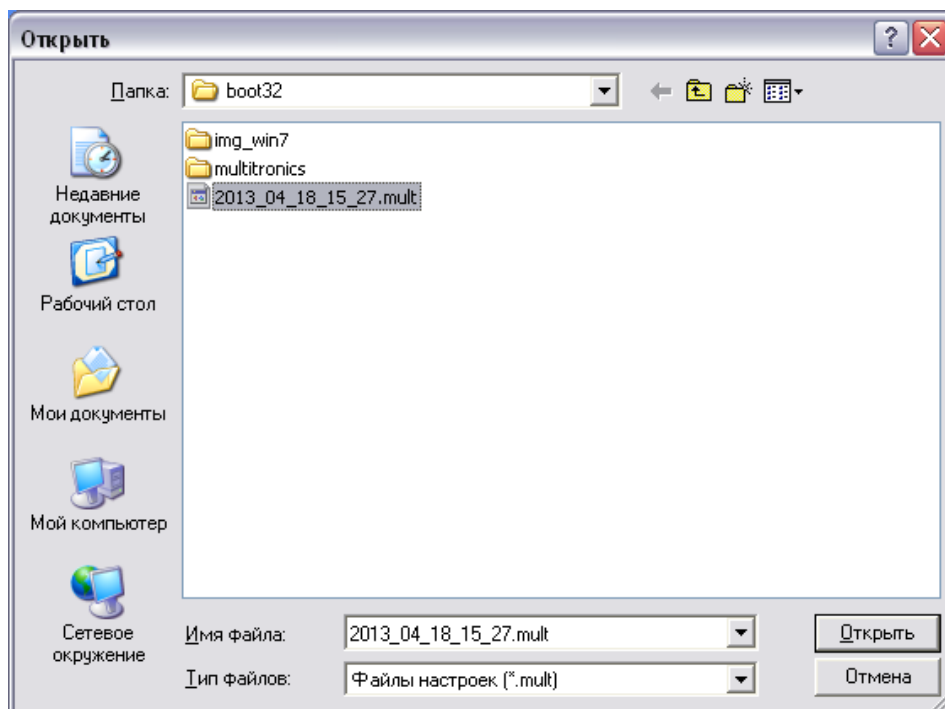 Открыть
Папка:
boot32
img_win7
multitronics
2013_04_18_15_27.mult
Недавние
документы
Рабочий стол
Мои документы
Мой компьютер
Сетевое
окружение
Имя файла:
2013_04_18_15_27.mult
Открыть
Тип файлов:
Файлы настроек (*.mult)
Отмена